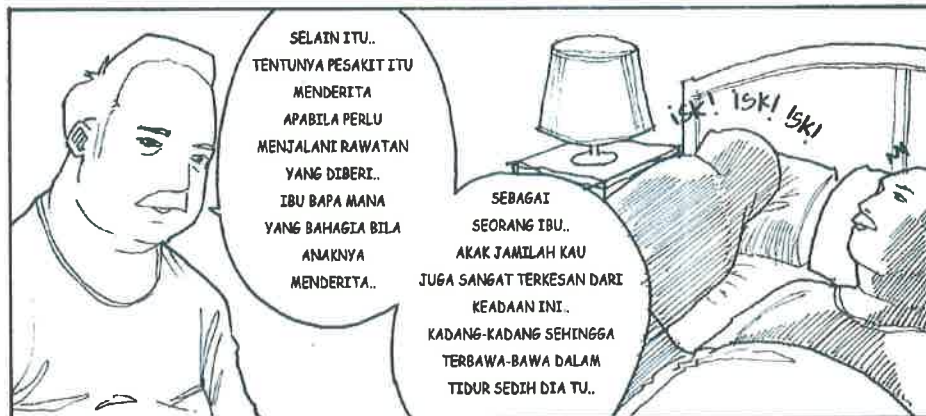 SELAIN ITU..
TENTUNYA PESAKIT ITU
MENDERITA
APABILA PERLU
MENJALANI RAWATAN
YANG DIBERI..
IBU BAPA MANA
YANG BAHAGIA BILA
ANAKNYA
MENDERITA..
SEBAGAI
SEORANG IBU..
AKAK JAMILAH KAU
JUGA SANGAT TERKESAN DARI
KEADAAN INI..
KADANG-KADANG SEHINGGA
TERBAWA-BAWA DALAM
TIDUR SEDIH DIA TU..
ISK! ISK! ISK!